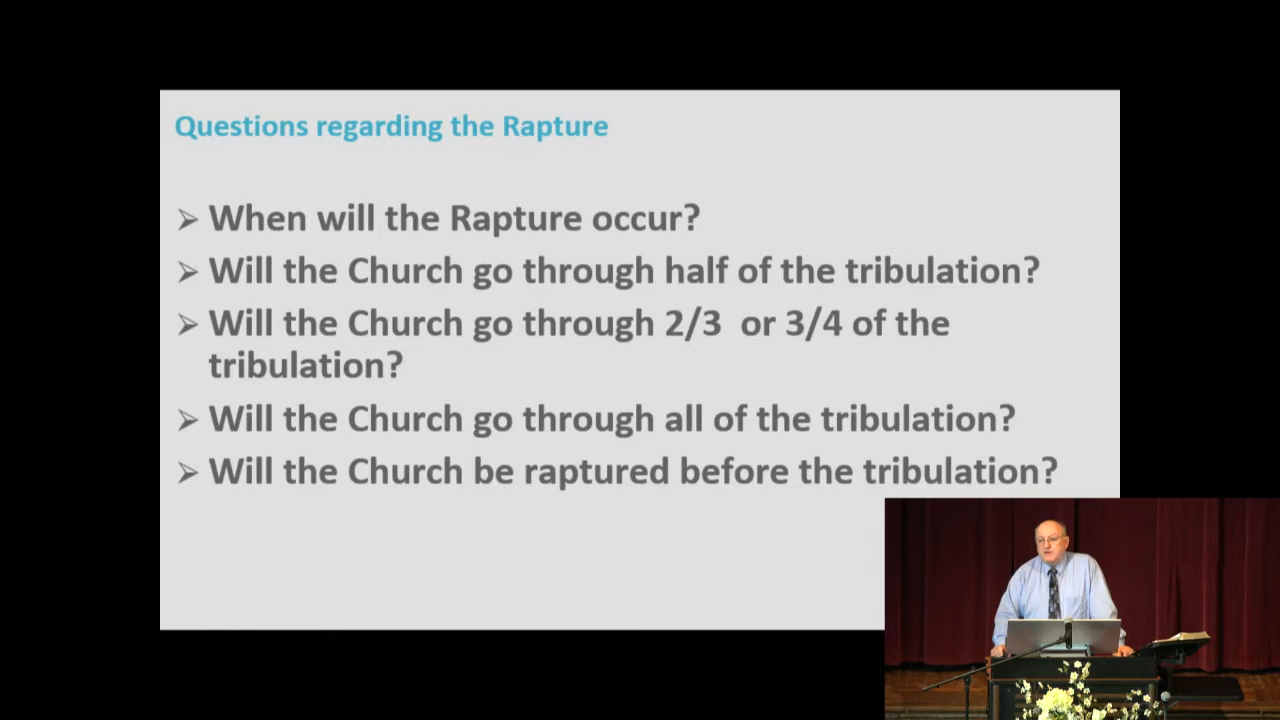 Questions regarding the Rapture
➢ When will the Rapture occur?
➢ Will the Church go through half of the tribulation?
➢ Will the Church go through 2/3 or 3/4 of the
tribulation?
➢ Will the Church go through all of the tribulation?
➢ Will the Church be raptured before the tribulation?